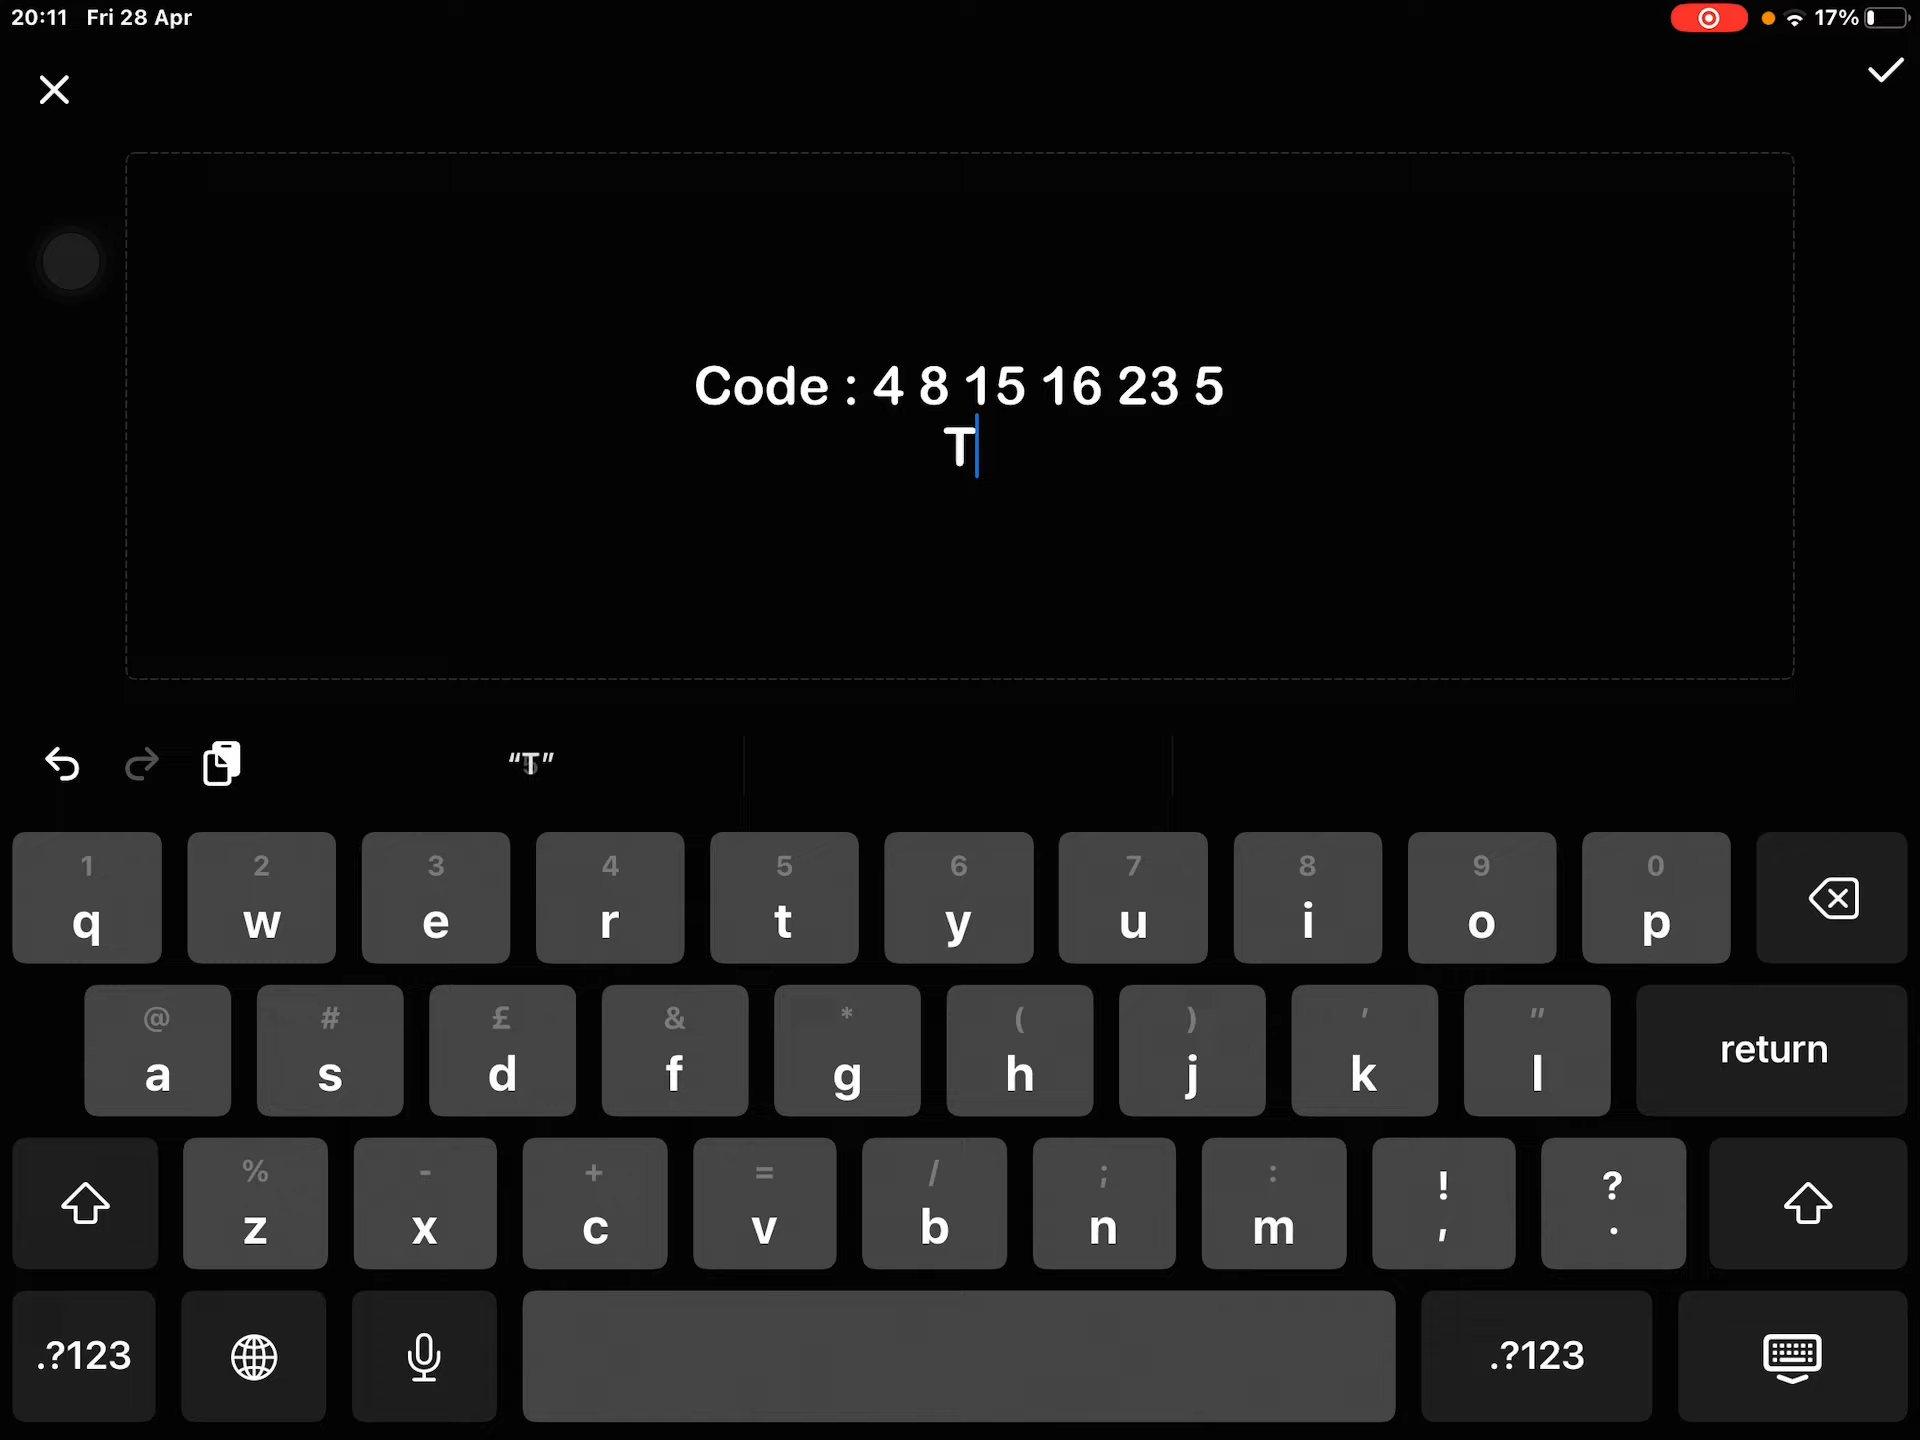 20:11 Fri 28 Apr 17%
Code : 4 8 15 16 23 5
T
“T”
1 2 3 4 5 6 7 8 9 0
q w e r t y u i o p
@ # £ & * ( ) ' "
a s d f g h j k l return
% - + = / ; : ! ?
z x c v b n m , .
.?123 .?123